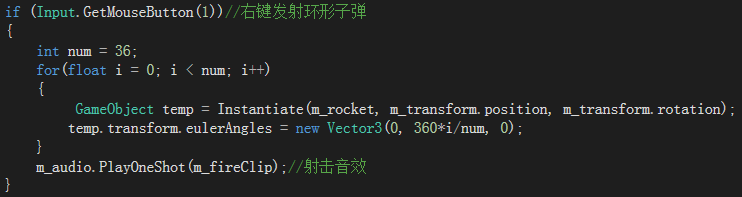 if (Input.GetMouseButton(1))//右键发射环形子弹
{
int num = 36;
for(float i = 0; i < num; i++)
{
GameObject temp = Instantiate(m_rocket, m_transform.position, m_transform.rotation);
temp.transform.eulerAngles = new Vector3(0, 360*i/num, 0);
}
m_audio.PlayOneShot(m_fireClip);//射击音效
}